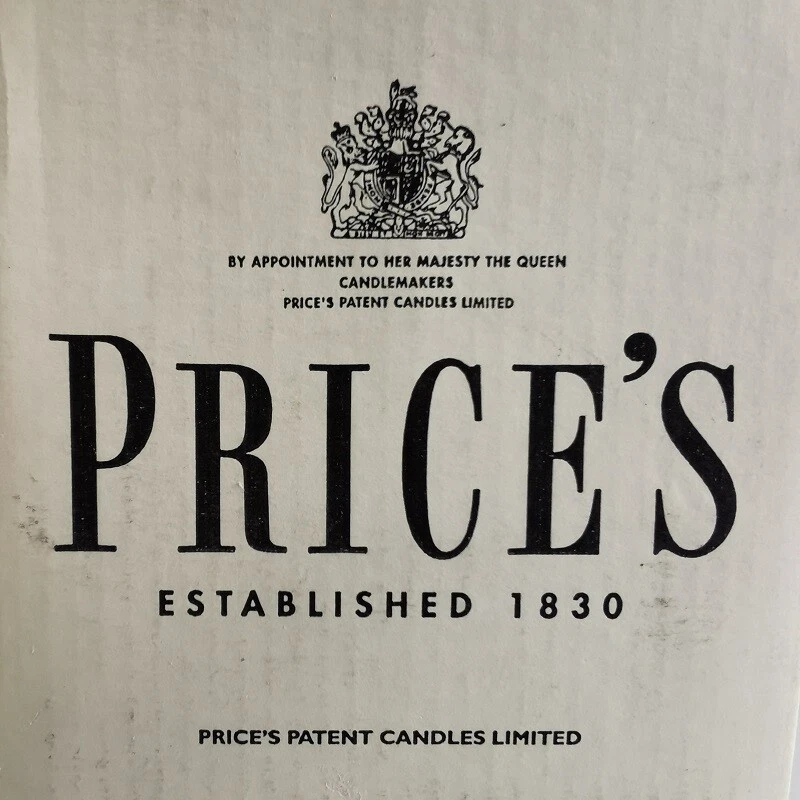 BY APPOINTMENT TO HER MAJESTY THE QUEEN
CANDLEMAKERS
PRICE'S PATENT CANDLES LIMITED
PRICE'S
ESTABLISHED 1830
PRICE'S PATENT CANDLES LIMITED